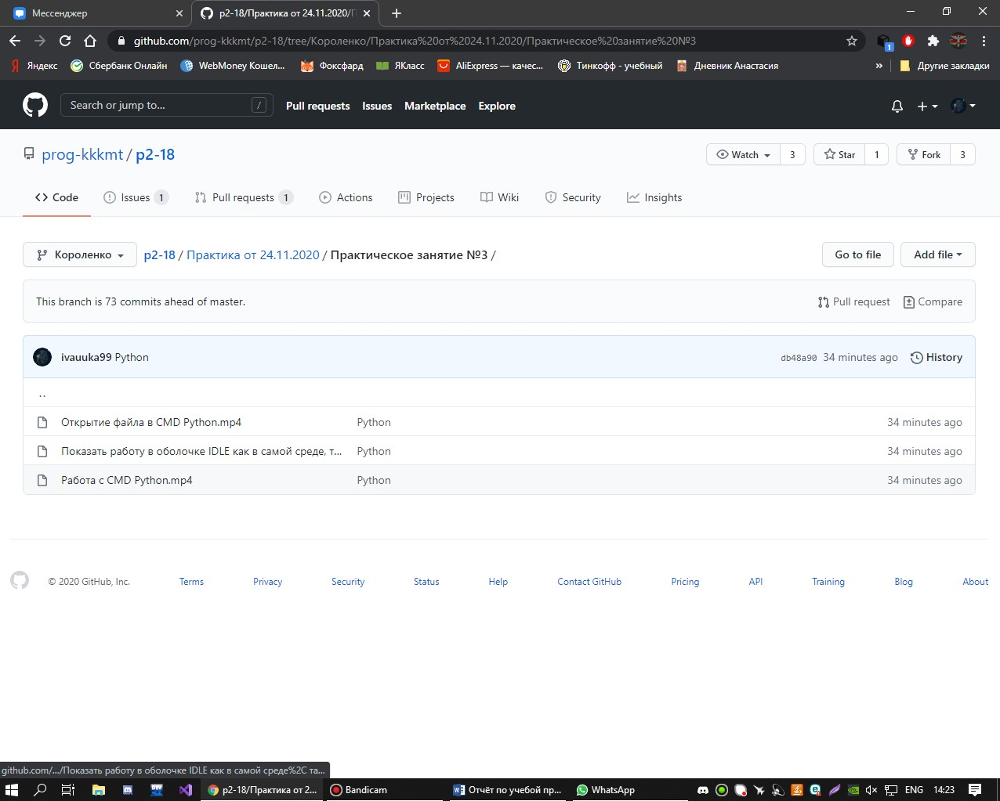 Мессенджер
p2-18/Практика от 24.11.2020/П
github.com/prog-kkkmt/p2-18/tree/Короленко/Практика%20от%2024.11.2020/Практическое%20занятие%20№3
1
Яндекс
Сбербанк Онлайн
WebMoney Кошел...
Фоксфард
ЯКласс
AliExpress — качес...
Тинкофф - учебный
Дневник Анастасия
»
Другие закладки
Search or jump to...
/
Pull requests
Issues
Marketplace
Explore
prog-kkkmt / p2-18
Watch
3
Star
1
Fork
3
Code
Issues 1
Pull requests 1
Actions
Projects
Wiki
Security
Insights
Короленко
p2-18 / Практика от 24.11.2020 / Практическое занятие №3 /
Go to file
Add file
This branch is 73 commits ahead of master.
Pull request
Compare
ivauuka99 Python
db48a90 34 minutes ago
History
..
Открытие файла в CMD Python.mp4
Python
34 minutes ago
Показать работу в оболочке IDLE как в самой среде, т...
Python
34 minutes ago
Работа с CMD Python.mp4
Python
34 minutes ago
© 2020 GitHub, Inc.
Terms
Privacy
Security
Status
Help
Contact GitHub
Pricing
API
Training
Blog
About
github.com/.../Показать работу в оболочке IDLE как в самой среде%2C та...
p2-18/Практика от 2...
Bandicam
Отчёт по учебой пр...
WhatsApp
ENG
14:23